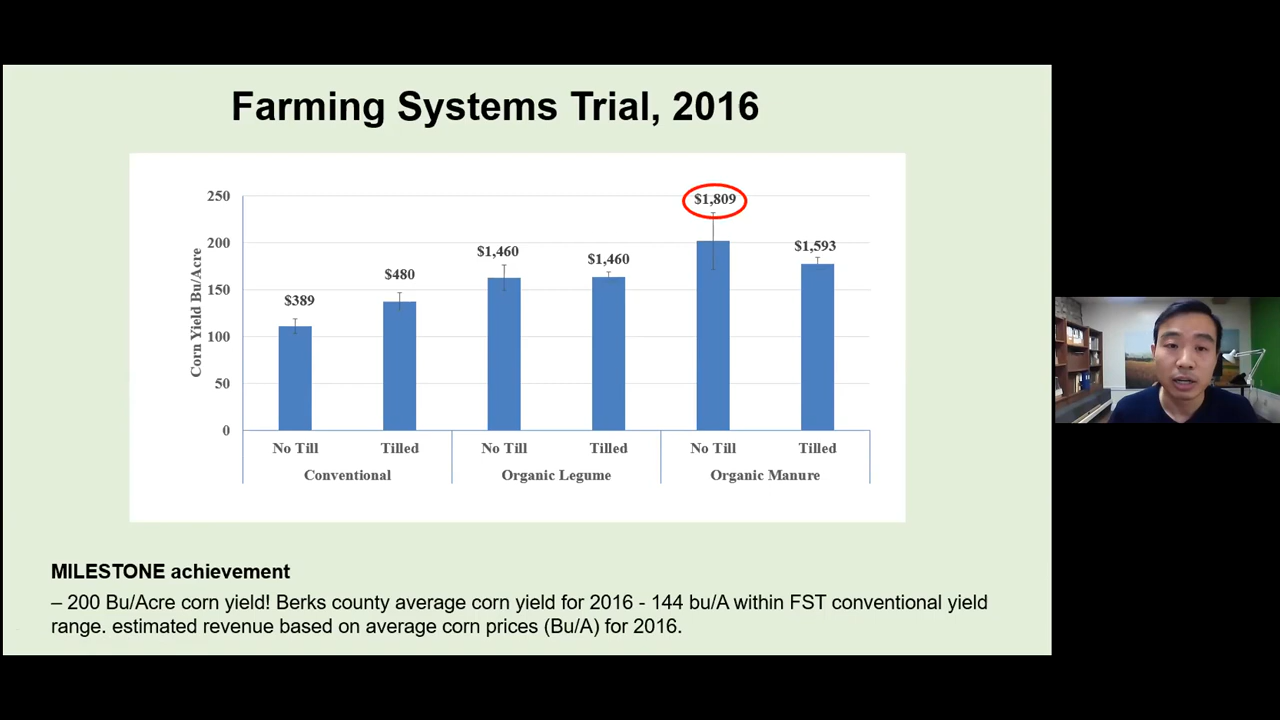 Farming Systems Trial, 2016
250
200
150
100
50
0
Corn Yield Bu/Acre
$389
$480
$1,460
$1,460
$1,809
$1,593
No Till
Tilled
No Till
Tilled
No Till
Tilled
Conventional
Organic Legume
Organic Manure
MILESTONE achievement
– 200 Bu/Acre corn yield! Berks county average corn yield for 2016 - 144 bu/A within FST conventional yield
range. estimated revenue based on average corn prices (Bu/A) for 2016.